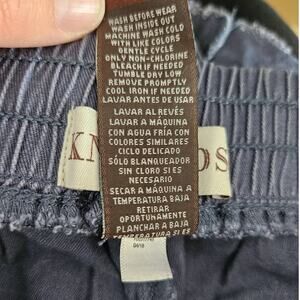 WASH BEFORE WEAR
WASH INSIDE OUT
MACHINE WASH COLD
WITH LIKE COLORS
GENTLE CYCLE
ONLY NON-CHLORINE
BLEACH IF NEEDED
TUMBLE DRY LOW
REMOVE PROMPTLY
COOL IRON IF NEEDED
LAVAR ANTES DE USAR
LAVAR AL REVÉS
LAVAR A MÁQUINA
CON AGUA FRÍA CON
COLORES SIMILARES
CICLO DELICADO
SÓLO BLANQUEADOR
SIN CLORO SI ES
NECESARIO
SECAR A MÁQUINA A
TEMPERATURA BAJA
RETIRAR
OPORTUNAMENTE
PLANCHAR A BAJA
TEMPERATURA SI ES